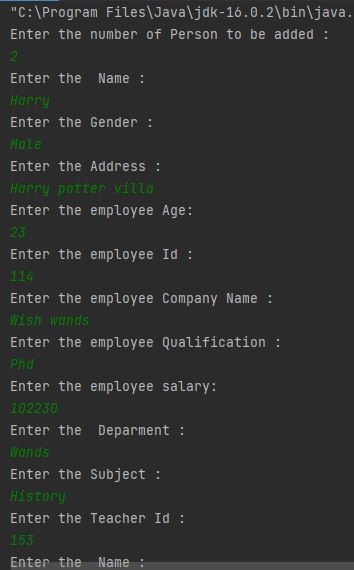 "C:\Program Files\Java\jdk-16.0.2\bin\java.
Enter the number of Person to be added :
2
Enter the  Name :
Harry
Enter the Gender :
Male
Enter the Address :
Harry potter villa
Enter the employee Age:
23
Enter the employee Id :
114
Enter the employee Company Name :
Wish wands
Enter the employee Qualification :
Phd
Enter the employee salary:
102230
Enter the  Deparment :
Wands
Enter the Subject :
History
Enter the Teacher Id :
153
Enter the  Name :